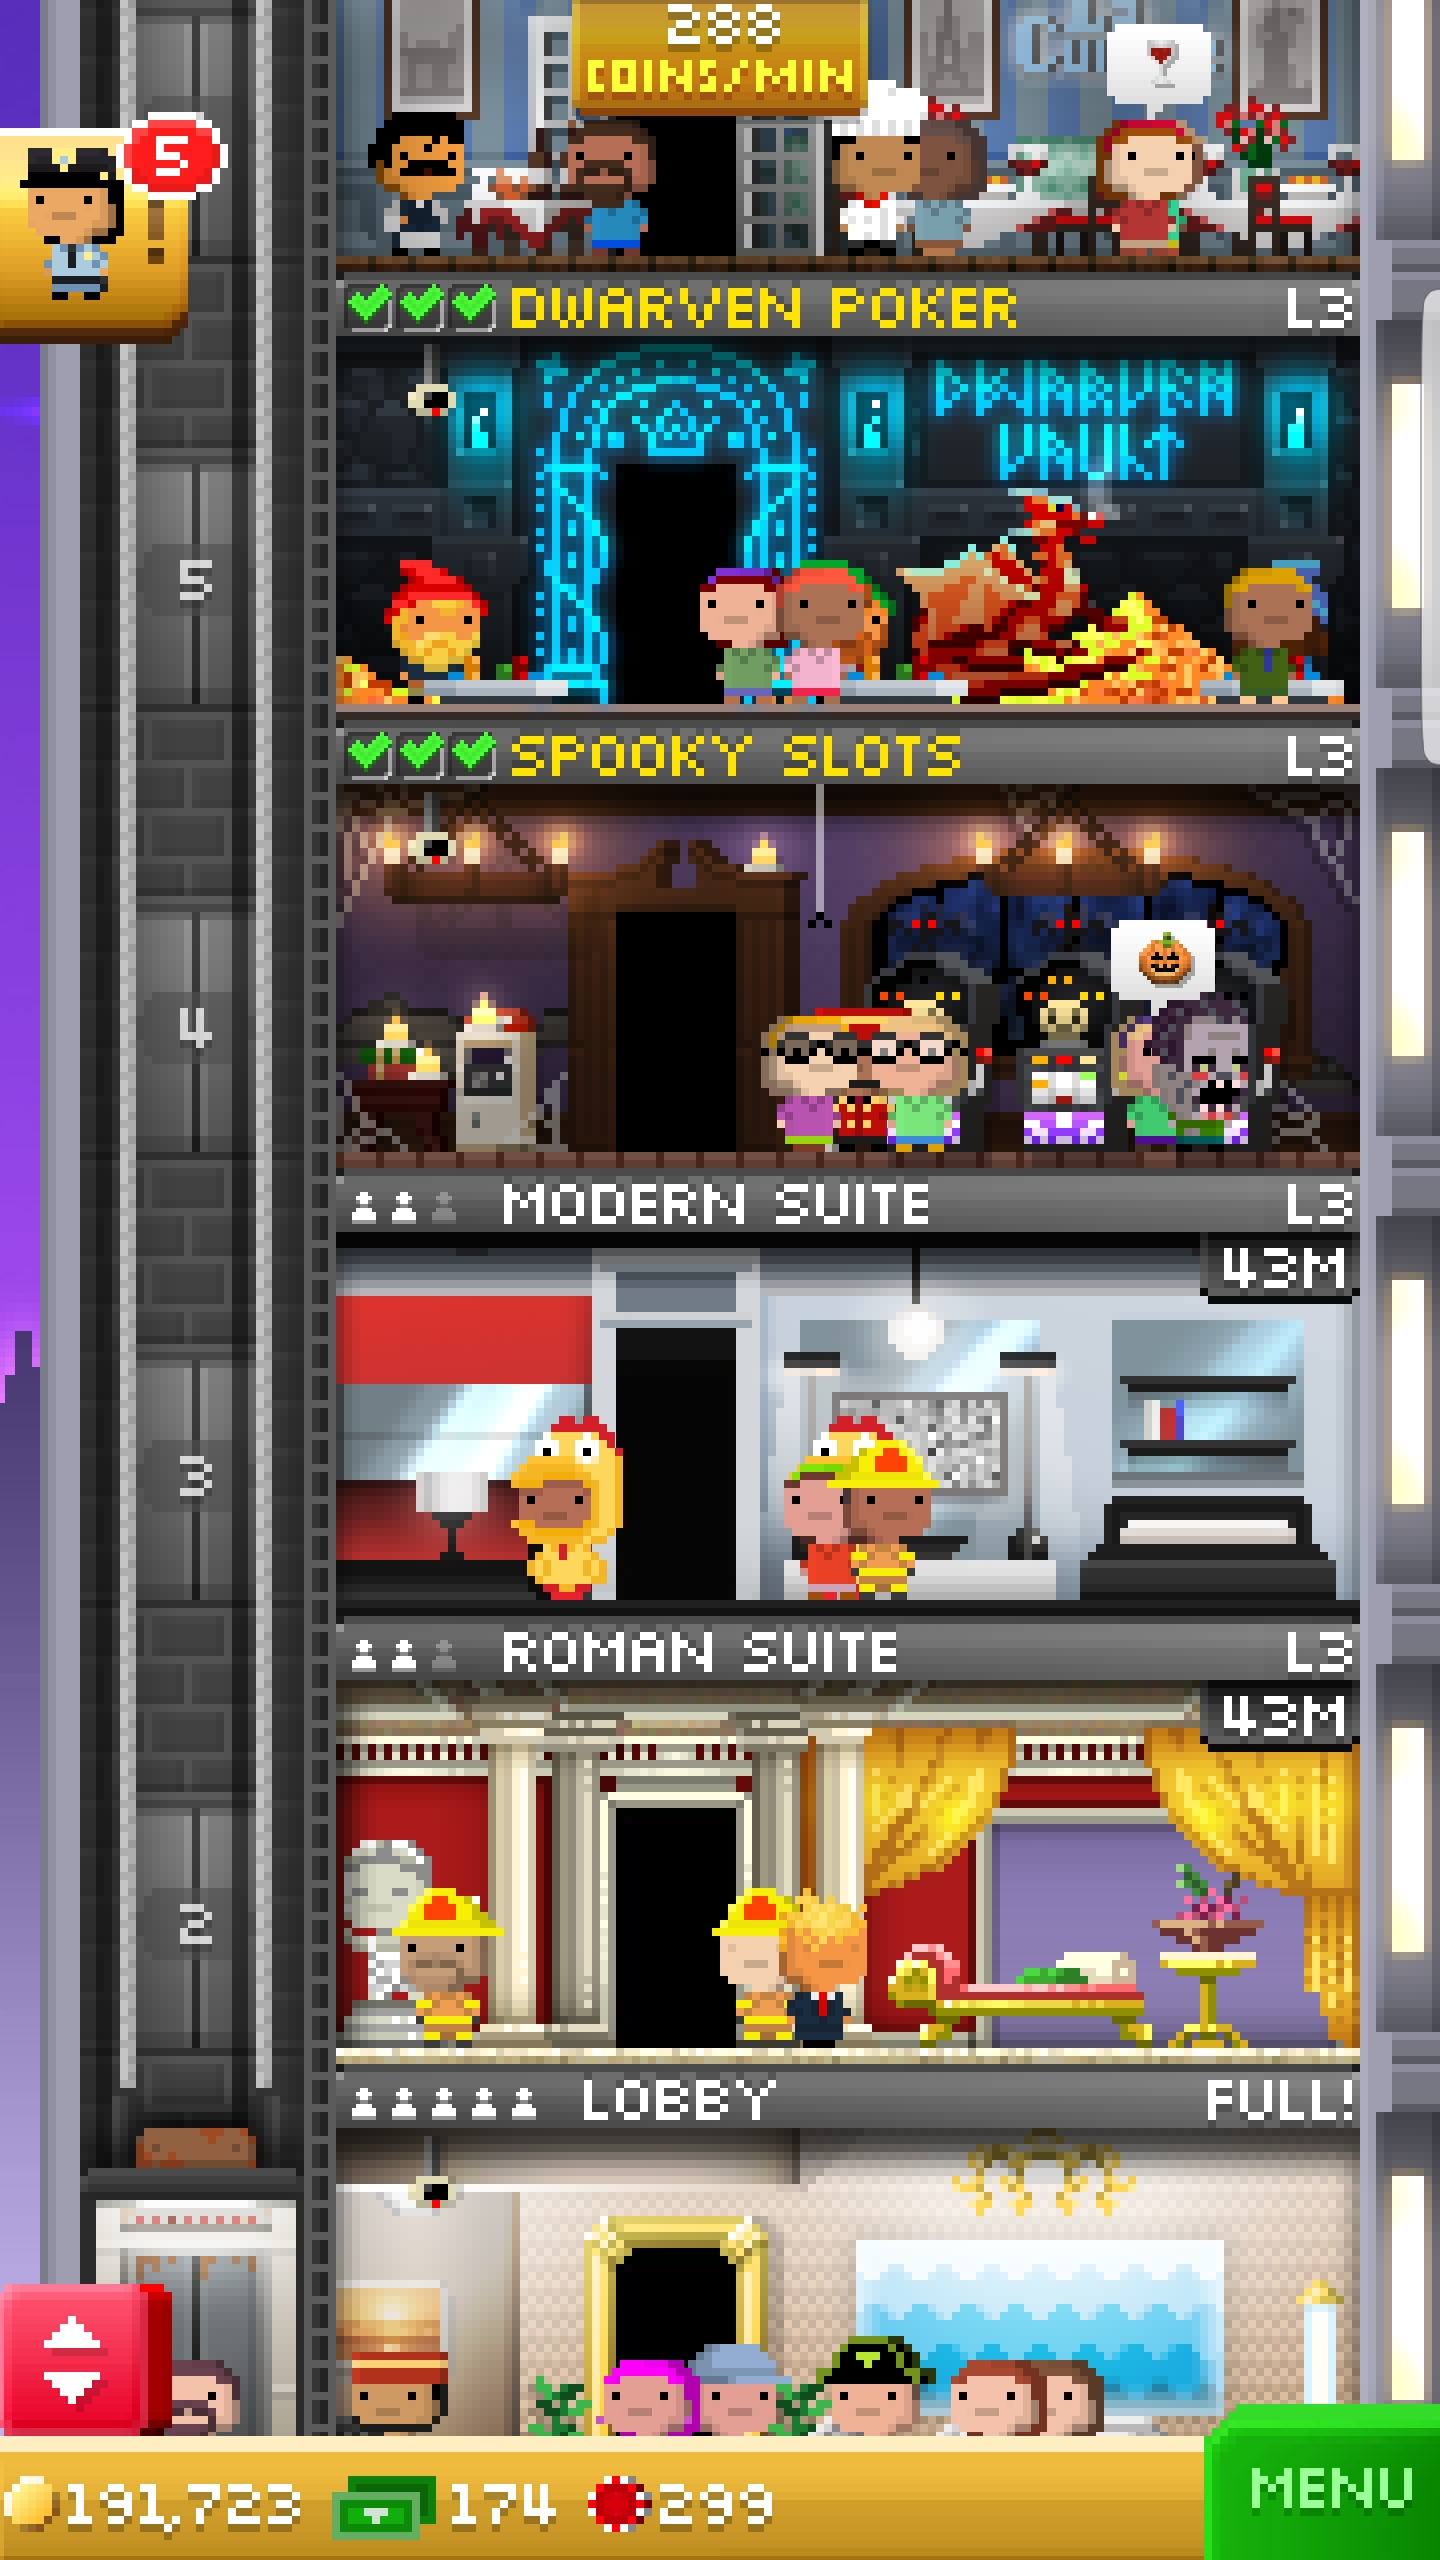 288
COINS/MIN
5
DWARVEN POKER L3
DWARVEN
VAULT
5
SPOOKY SLOTS L3
4
MODERN SUITE L3
43M
3
ROMAN SUITE L3
43M
2
LOBBY FULL!
191,723 174 299
MENU